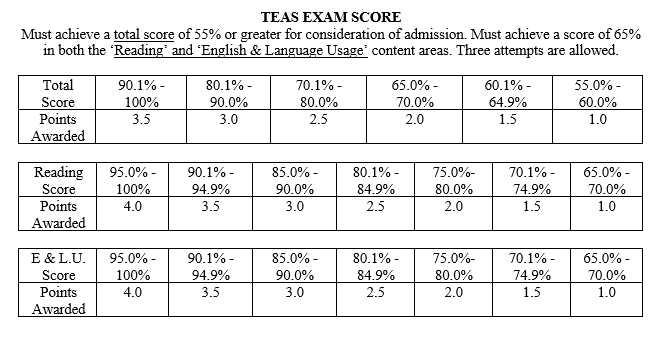 TEAS EXAM SCORE
Must achieve a total score of 55% or greater for consideration of admission. Must achieve a score of 65%
in both the ‘Reading’ and ‘English & Language Usage’ content areas. Three attempts are allowed.
Total 90.1% - 80.1% - 70.1% - 65.0% - 60.1% - 55.0% -
Score 100% 90.0% 80.0% 70.0% 64.9% 60.0%
Points 3.5 3.0 2.5 2.0 1.5 1.0
Awarded
Reading 95.0% - 90.1% - 85.0% - 80.1% - 75.0%- 70.1% - 65.0% -
Score 100% 94.9% 90.0% 84.9% 80.0% 74.9% 70.0%
Points 4.0 3.5 3.0 2.5 2.0 1.5 1.0
Awarded
E & L.U. 95.0% - 90.1% - 85.0% - 80.1% - 75.0%- 70.1% - 65.0% -
Score 100% 94.9% 90.0% 84.9% 80.0% 74.9% 70.0%
Points 4.0 3.5 3.0 2.5 2.0 1.5 1.0
Awarded